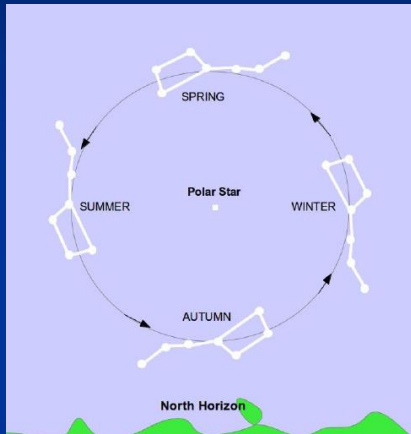 SPRING
Polar Star
SUMMER
WINTER
AUTUMN
North Horizon